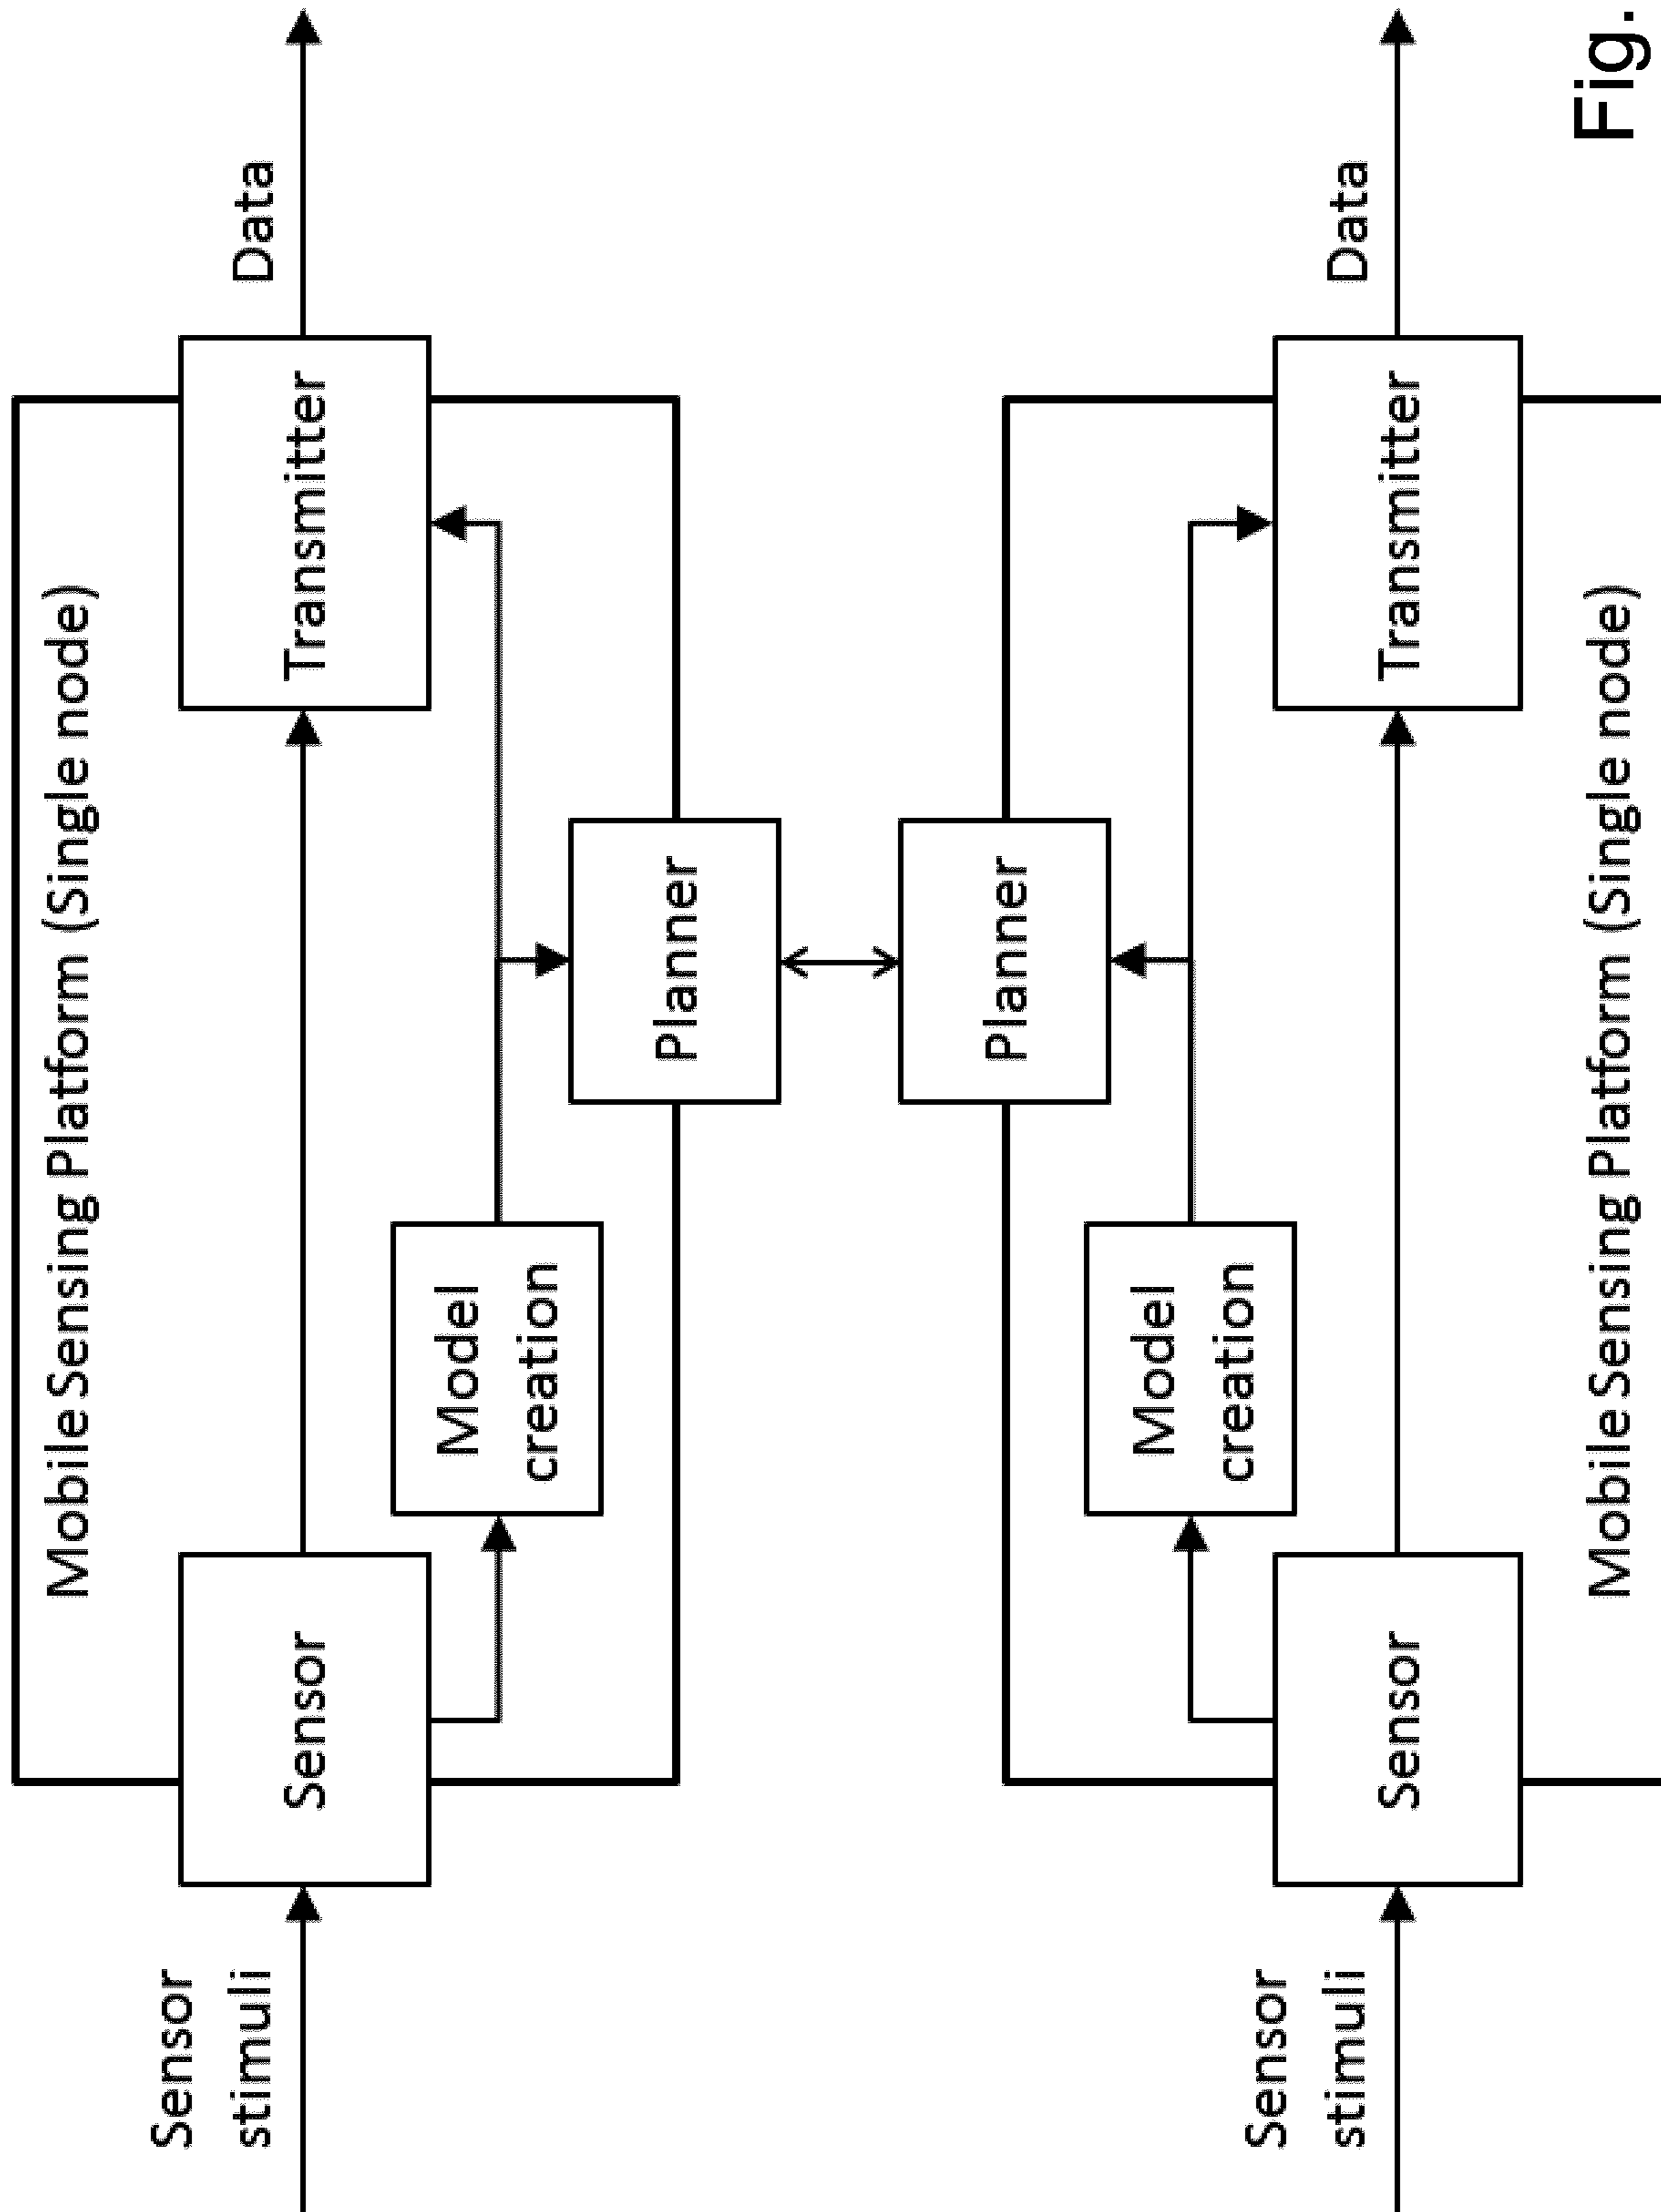 Mobile Sensing Platform (Single node)
Sensor
stimuli
Sensor
Model
creation
Planner
Transmitter
Data
Sensor
stimuli
Sensor
Model
creation
Planner
Transmitter
Data
Mobile Sensing Platform (Single node)
Fig.